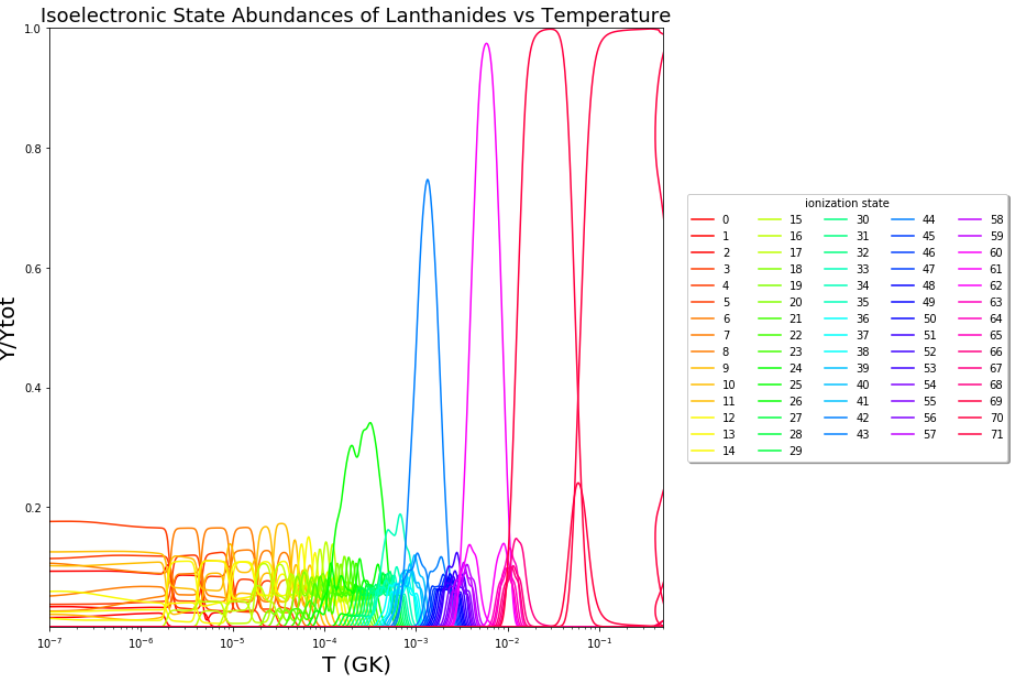 Isoelectronic State Abundances of Lanthanides vs Temperature
1.0
0.8
0.6
0.4
0.2
Y/Ytot
10^-7 10^-6 10^-5 10^-4 10^-3 10^-2 10^-1
T (GK)
ionization state
0 15 30 44 58
1 16 31 45 59
2 17 32 46 60
3 18 33 47 61
4 19 34 48 62
5 20 35 49 63
6 21 36 50 64
7 22 37 51 65
8 23 38 52 66
9 24 39 53 67
10 25 40 54 68
11 26 41 55 69
12 27 42 56 70
13 28 43 57 71
14 29